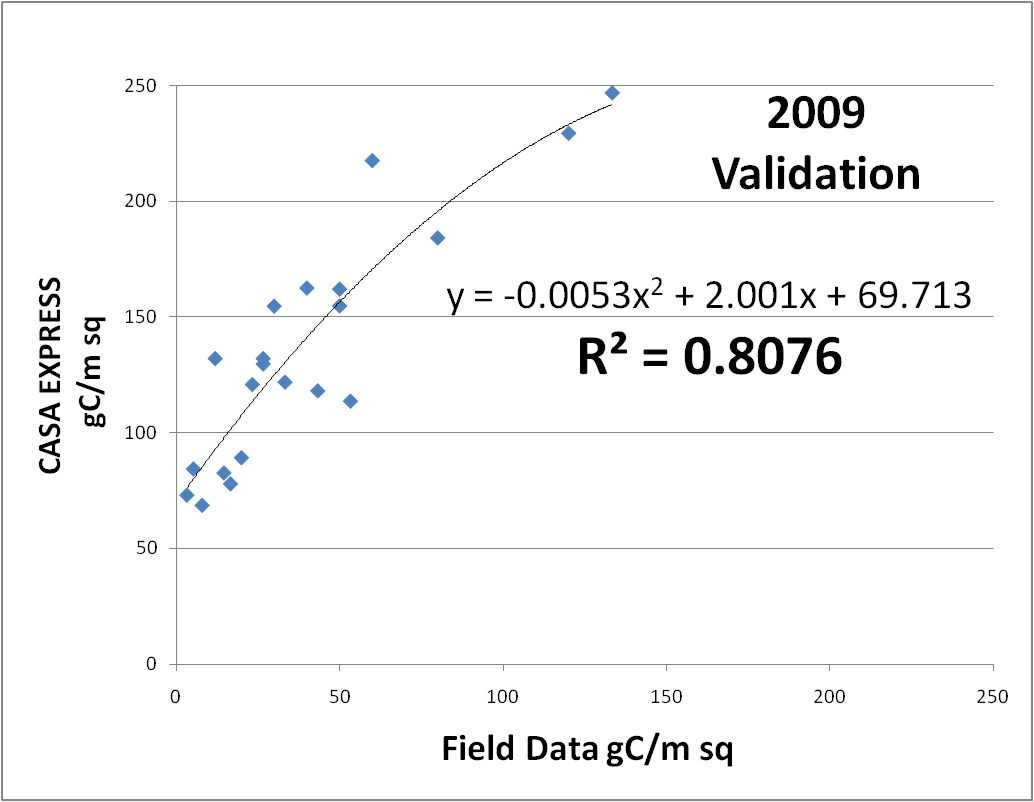 2009
Validation
y = -0.0053x² + 2.001x + 69.713
R² = 0.8076
CASA EXPRESS
gC/m sq
250
200
150
100
50
0
0 50 100 150 200 250
Field Data gC/m sq